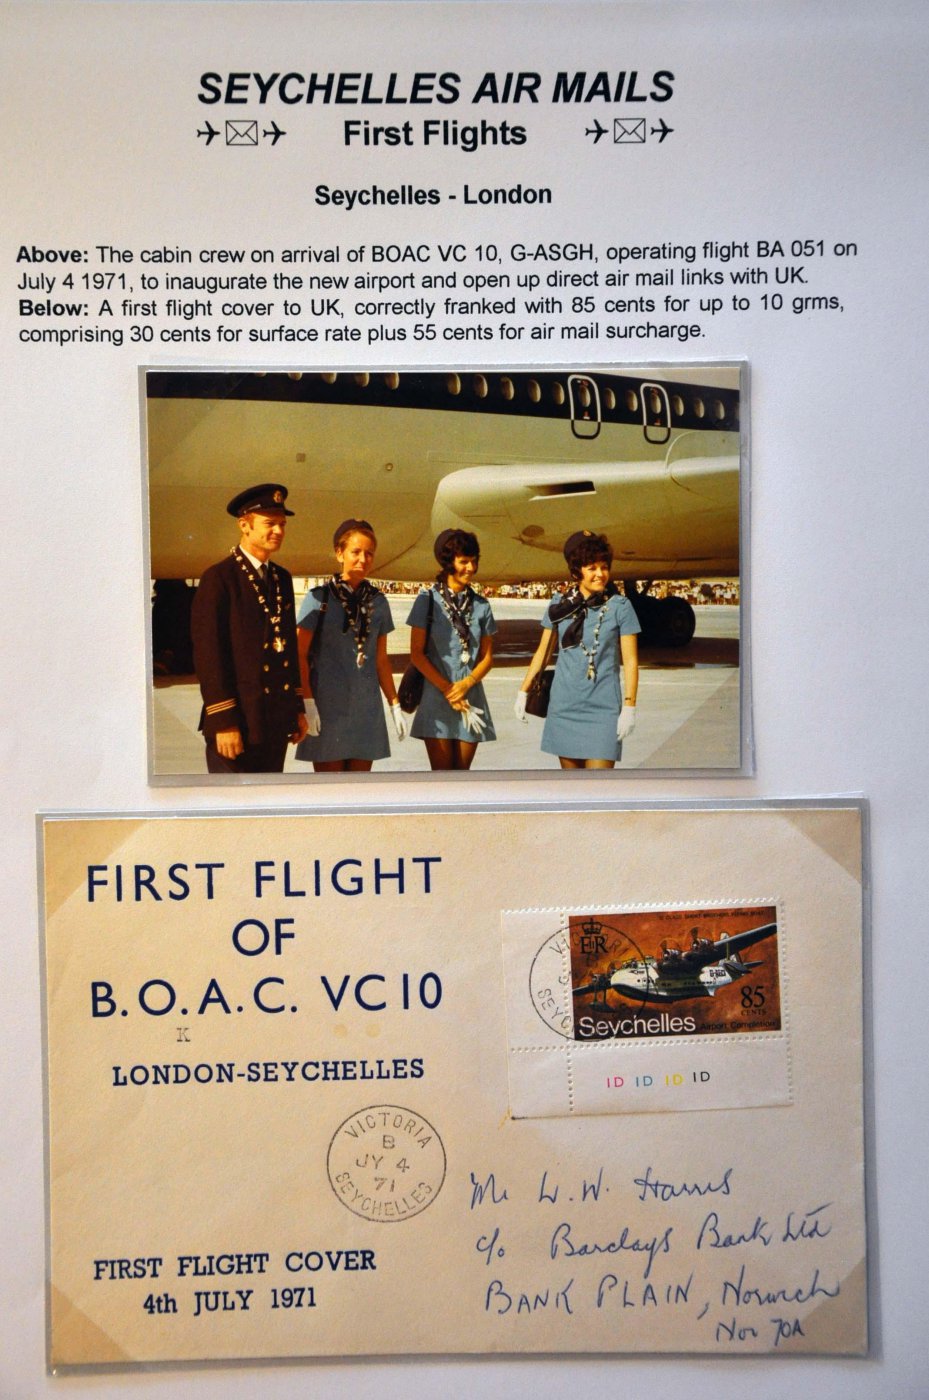 SEYCHELLES AIR MAILS
First Flights
Seychelles - London
Above: The cabin crew on arrival of BOAC VC 10, G-ASGH, operating flight BA 051 on
July 4 1971, to inaugurate the new airport and open up direct air mail links with UK.
Below: A first flight cover to UK, correctly franked with 85 cents for up to 10 grms,
comprising 30 cents for surface rate plus 55 cents for air mail surcharge.
FIRST FLIGHT
OF
B.O.A.C. VC10
K
LONDON-SEYCHELLES
VICTORIA
SEYC
EIIR
85
CENTS
Seychelles Airport Completion
1D 1D 1D 1D
VICTORIA
B
JY 4
71
SEYCHELLES
Mr W. W. Harris
c/o Barclays Bank Ltd
BANK PLAIN, Norwich
Nor 70A
FIRST FLIGHT COVER
4th JULY 1971